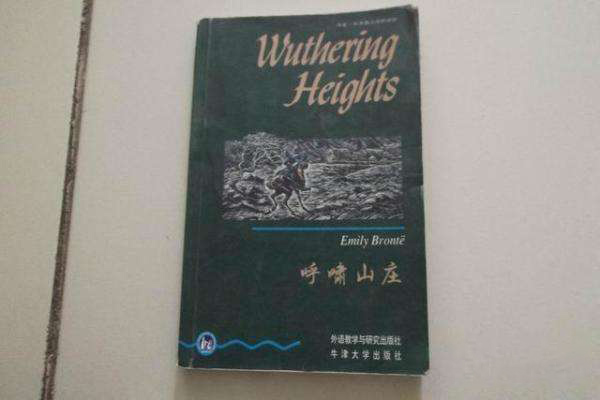 Wuthering
Heights
Emily Brontë
呼啸山庄
外语教学与研究出版社
牛津大学出版社